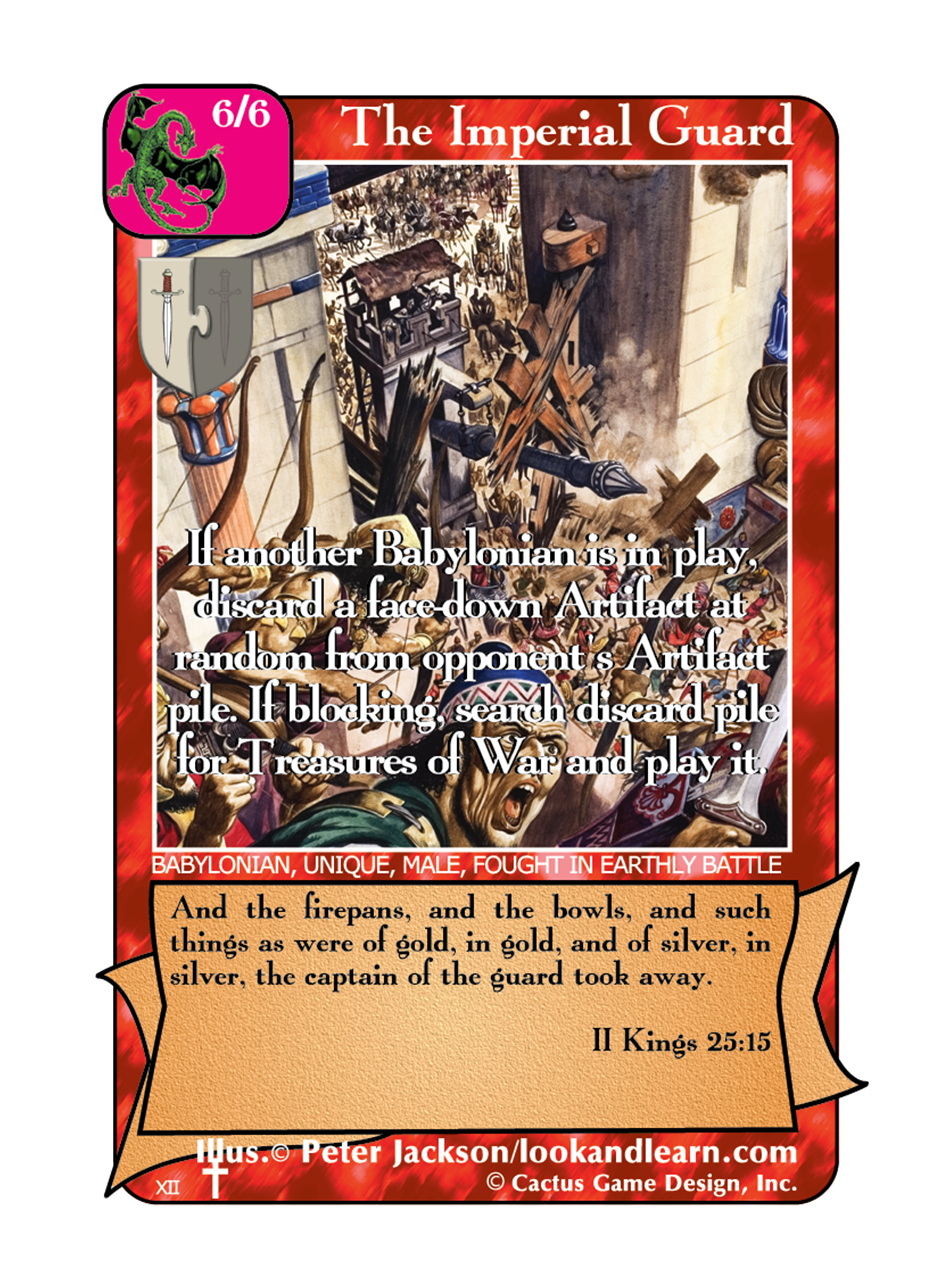 6/6
The Imperial Guard
If another Babylonian is in play,
discard a face-down Artifact at
random from opponent's Artifact
pile. If blocking, search discard pile
for Treasures of War and play it.
BABYLONIAN, UNIQUE, MALE, FOUGHT IN EARTHLY BATTLE
And the firepans, and the bowls, and such
things as were of gold, in gold, and of silver, in
silver, the captain of the guard took away.
II Kings 25:15
Illus.© Peter Jackson/lookandlearn.com
XII
© Cactus Game Design, Inc.